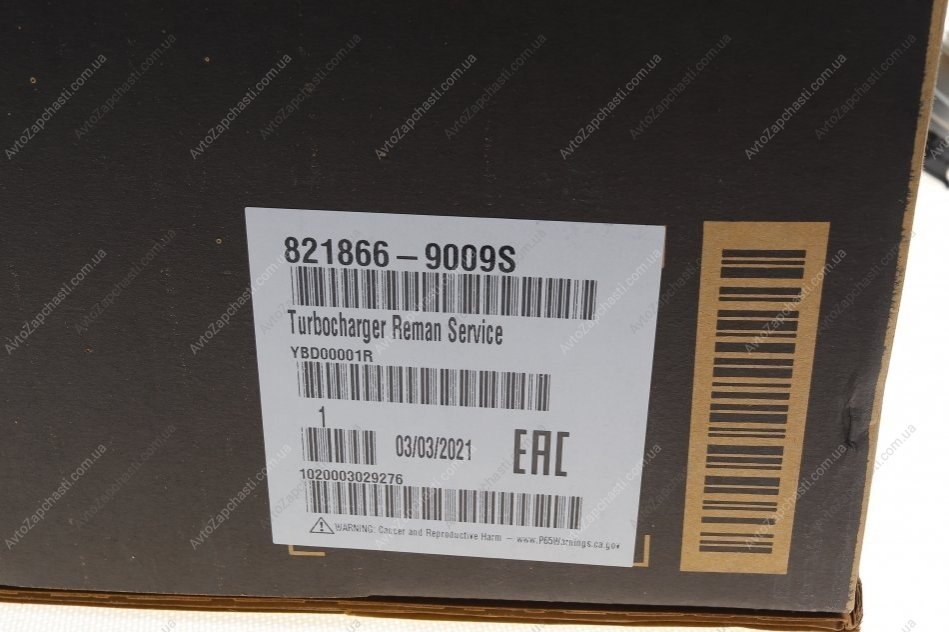 821866-9009S
Turbocharger Reman Service
YBD00001R
1
03/03/2021
EAC
1020003029276
WARNING: Cancer and Reproductive Harm - www.P65Warnings.ca.gov
AvtoZapchasti.com.ua